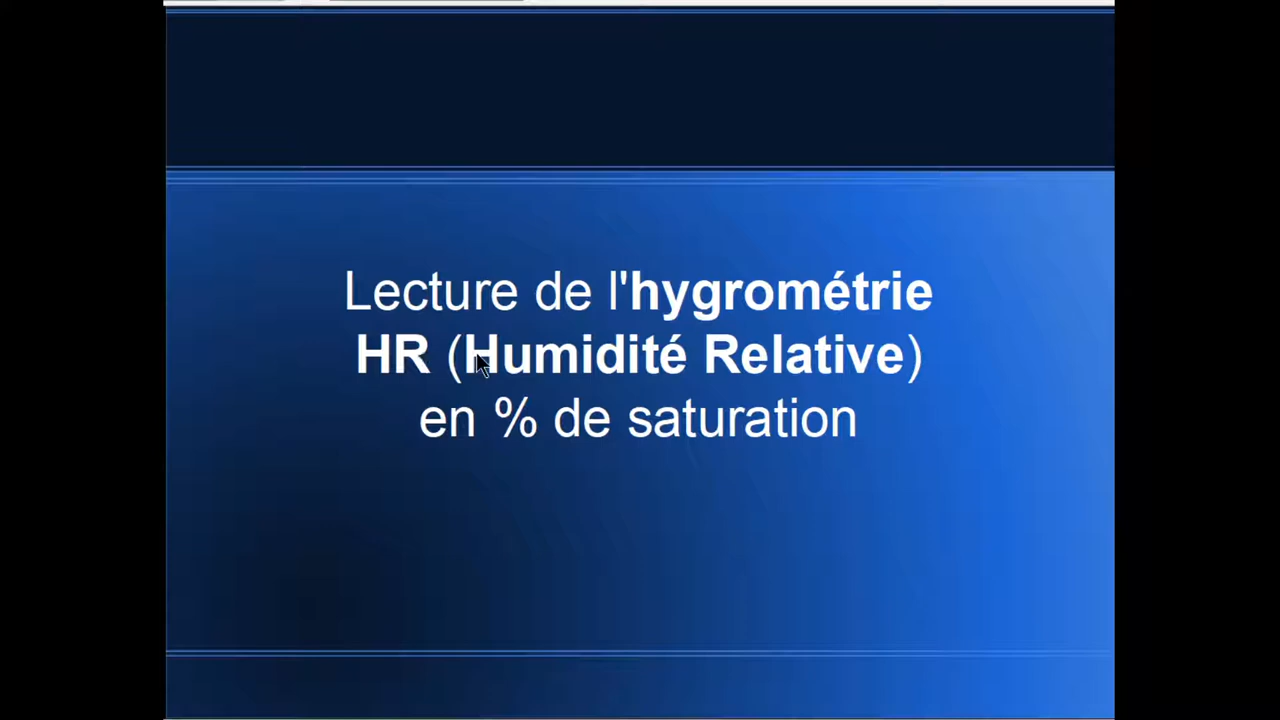 Lecture de l'hygrométrie
HR (Humidité Relative)
en % de saturation